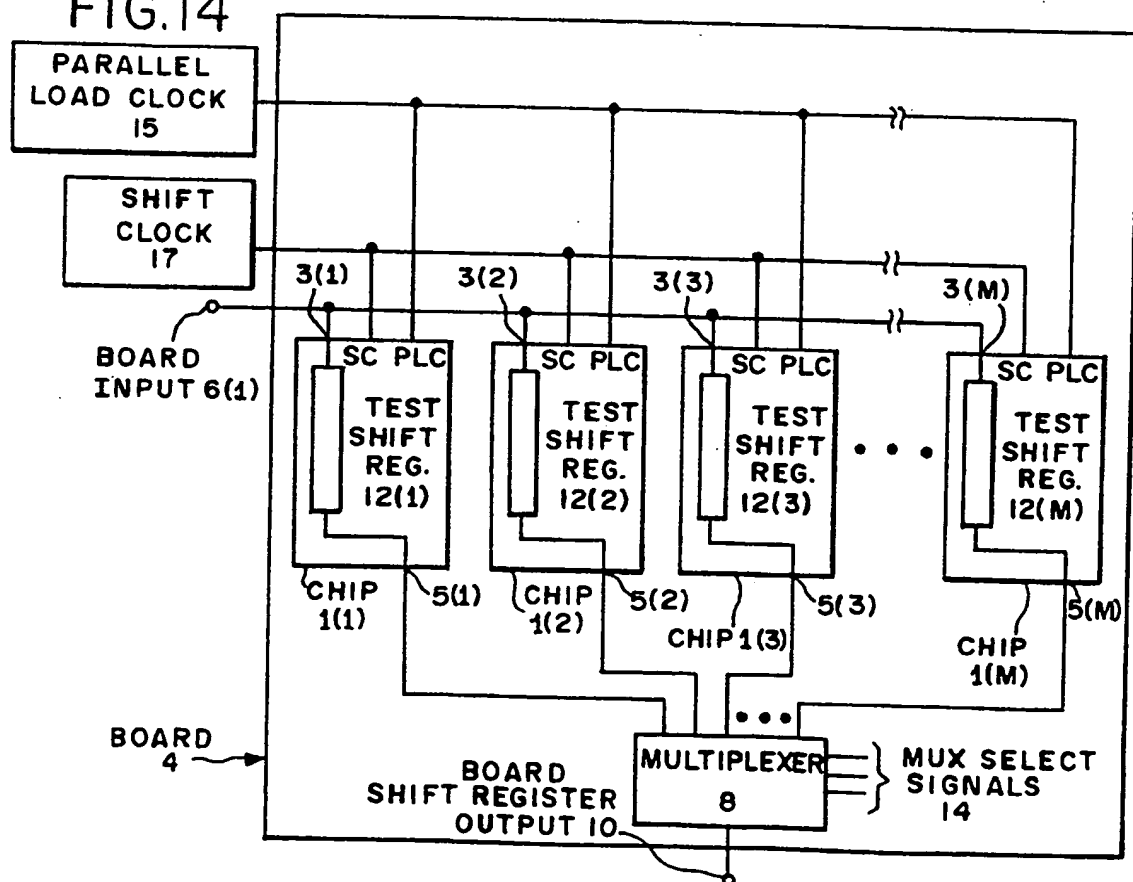 FIG.14
PARALLEL
LOAD CLOCK
15
SHIFT
CLOCK
17
3(1)
3(2)
3(3)
3(M)
BOARD
INPUT 6(1)
SC PLC
TEST
SHIFT
REG.
12(1)
SC PLC
TEST
SHIFT
REG.
12(2)
SC PLC
TEST
SHIFT
REG.
12(3)
SC PLC
TEST
SHIFT
REG.
12(M)
CHIP
1(1)
5(1)
CHIP
1(2)
5(2)
CHIP 1(3)
5(3)
CHIP
1(M)
5(M)
BOARD
4
MULTIPLEXER
8
MUX SELECT
SIGNALS
14
BOARD
SHIFT REGISTER
OUTPUT 10